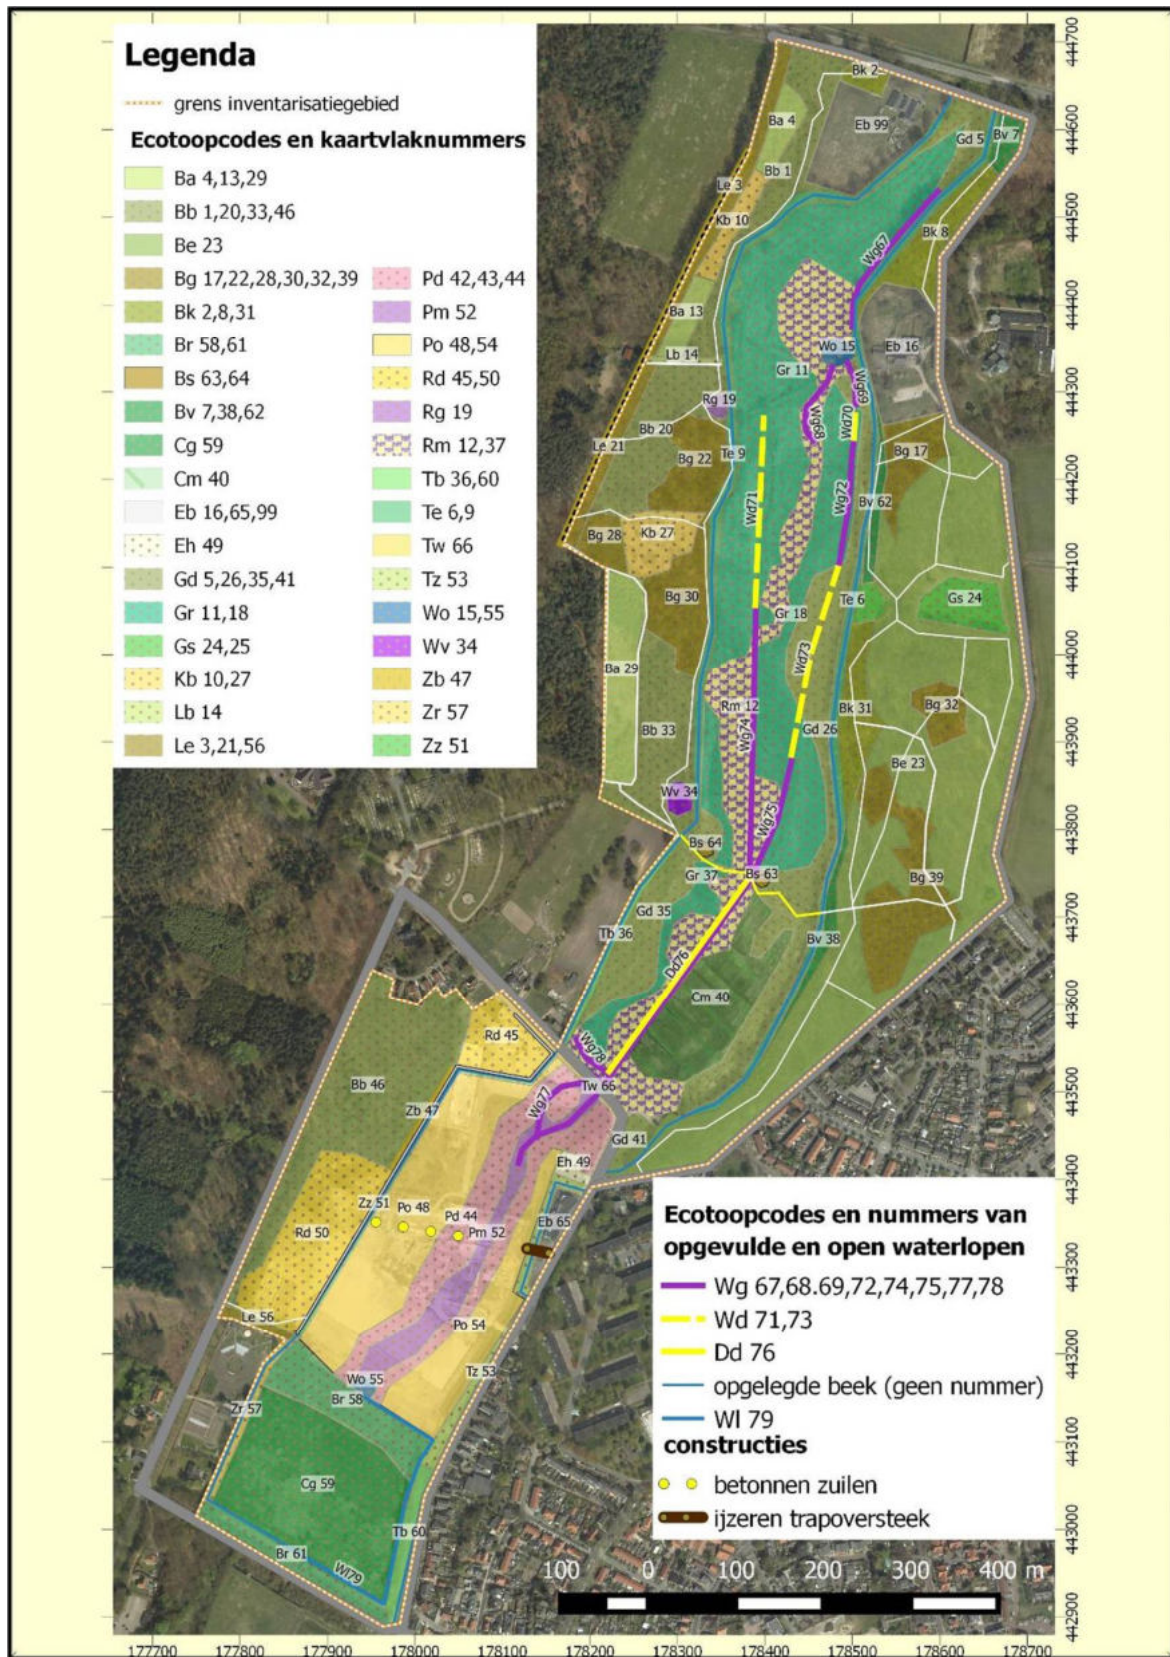 Legenda
grens inventarisatiegebied
Ecotoopcodes en kaartvlaknummers
Ba 4,13,29
Bb 1,20,33,46
Be 23
Bg 17,22,28,30,32,39
Bk 2,8,31
Br 58,61
Bs 63,64
Bv 7,38,62
Cg 59
Cm 40
Eb 16,65,99
Eh 49
Gd 5,26,35,41
Gr 11,18
Gs 24,25
Kb 10,27
Lb 14
Le 3,21,56
Pd 42,43,44
Pm 52
Po 48,54
Rd 45,50
Rg 19
Rm 12,37
Tb 36,60
Te 6,9
Tw 66
Tz 53
Wo 15,55
Wv 34
Zb 47
Zr 57
Zz 51
Bk 2
Ba 4
Eb 99
Gd 5
Bv 7
Bb 1
Le 3
Kb 10
Bk 8
Wg67
Ba 13
Wo 15
Eb 16
Lb 14
Gr 11
Wg69
Rg 19
Wg68
Wd70
Bb 20
Le 21
Te 9
Bg 17
Bg 22
Wg72
Wd71
Bv 62
Bg 28
Kb 27
Bg 30
Te 6
Gs 24
Gr 18
Wd73
Ba 29
Rm 12
Bk 31
Bg 32
Bb 33
Wg74
Gd 26
Be 23
Wv 34
Wg75
Bs 64
Gr 37
Bs 63
Bg 39
Gd 35
Tb 36
Bv 38
Dd76
Cm 40
Rd 45
Wg78
Bb 46
Tw 66
Zb 47
Wg77
Gd 41
Eh 49
Zz 51
Po 48
Pd 44
Eb 65
Rd 50
Pm 52
Le 56
Po 54
Wo 55
Tz 53
Br 58
Zr 57
Cg 59
Tb 60
Br 61
Wl79
Ecotoopcodes en nummers van
opgevulde en open waterlopen
Wg 67,68.69,72,74,75,77,78
Wd 71,73
Dd 76
opgelegde beek (geen nummer)
Wl 79
constructies
betonnen zuilen
ijzeren trapoversteek
100 0 100 200 300 400 m
444700
444600
444500
444400
444300
444200
444100
444000
443900
443800
443700
443600
443500
443400
443300
443200
443100
443000
442900
177700 177800 177900 178000 178100 178200 178300 178400 178500 178600 178700